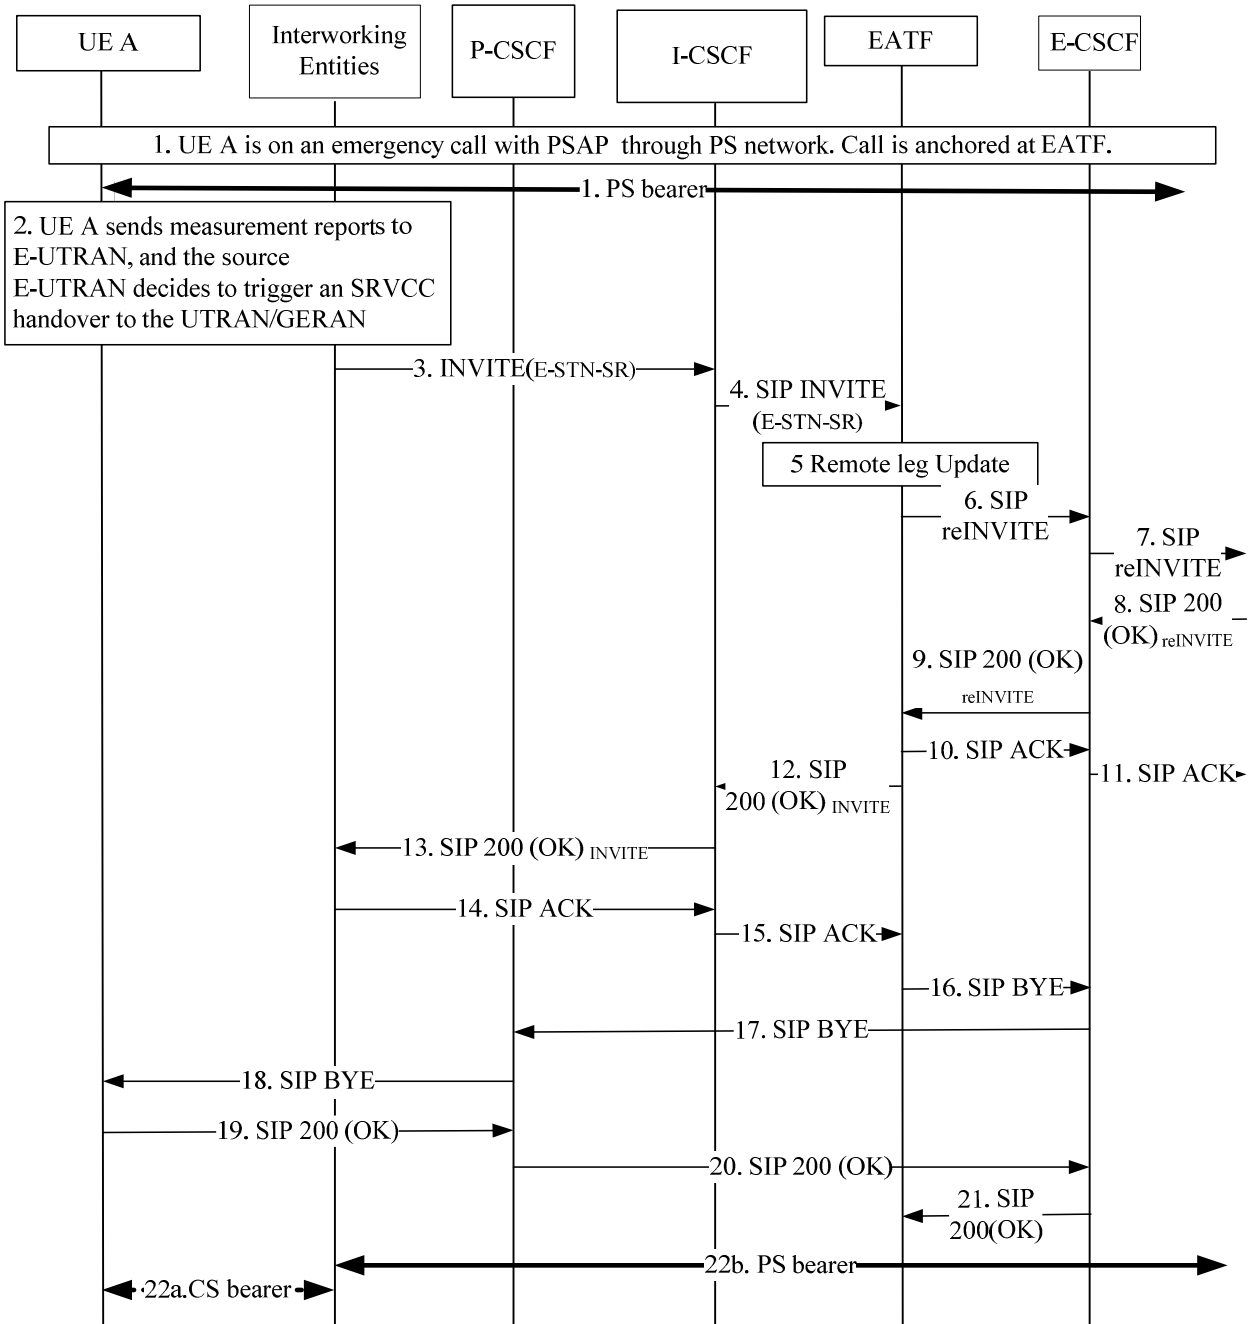 UE A
Interworking
Entities
P-CSCF
I-CSCF
EATF
E-CSCF
1. UE A is on an emergency call with PSAP through PS network. Call is anchored at EATF.
1. PS bearer
2. UE A sends measurement reports to
E-UTRAN, and the source
E-UTRAN decides to trigger an SRVCC
handover to the UTRAN/GERAN
3. INVITE(E-STN-SR)
4. SIP INVITE
(E-STN-SR)
5 Remote leg Update
6. SIP
reINVITE
7. SIP
reINVITE
8. SIP 200
(OK) reINVITE
9. SIP 200 (OK)
reINVITE
10. SIP ACK
11. SIP ACK
12. SIP
200 (OK) INVITE
13. SIP 200 (OK) INVITE
14. SIP ACK
15. SIP ACK
16. SIP BYE
17. SIP BYE
18. SIP BYE
19. SIP 200 (OK)
20. SIP 200 (OK)
21. SIP
200(OK)
22b. PS bearer
22a.CS bearer